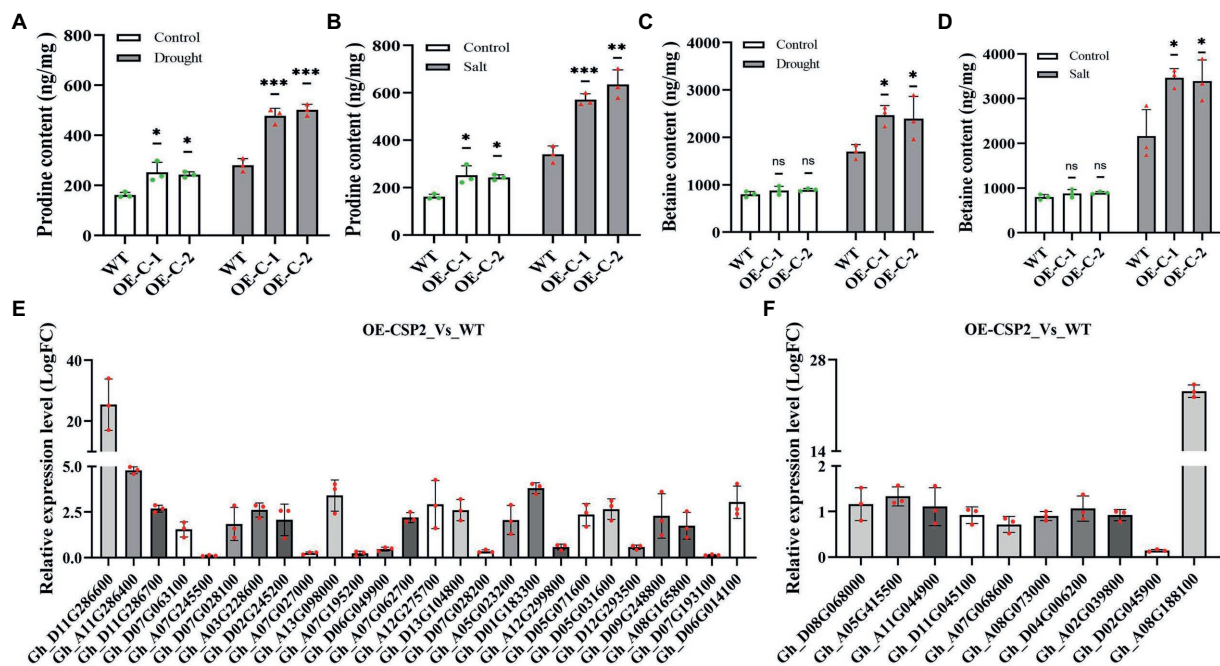 A
Prodine content (ng/mg)
800
600
400
200
0
Control
Drought
*
*
***
***
WT
OE-C-1
OE-C-2
WT
OE-C-1
OE-C-2
B
Prodine content (ng/mg)
800
600
400
200
0
Control
Salt
*
*
***
**
WT
OE-C-1
OE-C-2
WT
OE-C-1
OE-C-2
C
Betaine content (ng/mg)
4000
3000
2000
1000
0
Control
Drought
ns
ns
*
*
WT
OE-C-1
OE-C-2
WT
OE-C-1
OE-C-2
D
Betaine content (ng/mg)
4000
3000
2000
1000
0
Control
Salt
ns
ns
*
*
WT
OE-C-1
OE-C-2
WT
OE-C-1
OE-C-2
E
OE-CSP2_Vs_WT
Relative expression level (LogFC)
40
20
5.0
2.5
0.0
Gh_D11G286600
Gh_A11G286400
Gh_D11G286700
Gh_D07G063100
Gh_A07G245500
Gh_D07G028100
Gh_A03G228600
Gh_D02G245200
Gh_A07G027000
Gh_A13G098000
Gh_A07G195200
Gh_D06G049900
Gh_A07G062700
Gh_A12G275700
Gh_D13G104800
Gh_D07G028200
Gh_A05G023200
Gh_D01G183300
Gh_A12G299800
Gh_D05G071600
Gh_D05G031600
Gh_D12G293500
Gh_D09G248800
Gh_A08G165800
Gh_D07G193100
Gh_D06G014100
F
OE-CSP2_Vs_WT
Relative expression level (LogFC)
28
14
2
1
0
Gh_D08G068000
Gh_A05G415500
Gh_A11G044900
Gh_D11G045100
Gh_A07G068600
Gh_A08G073000
Gh_D04G006200
Gh_A02G039800
Gh_D02G045900
Gh_A08G188100